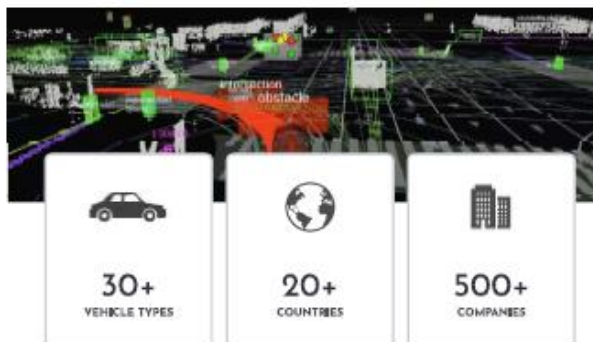 intersection
obstacle
30+
VEHICLE TYPES
20+
COUNTRIES
500+
COMPANIES